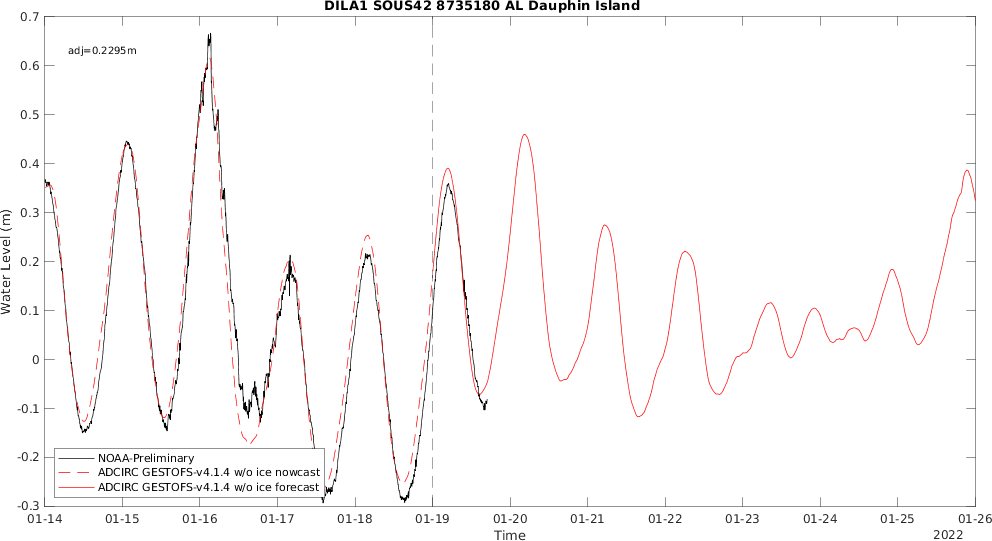 DILA1 SOUS42 8735180 AL Dauphin Island
adj=0.2295m
Water Level (m)
0.7
0.6
0.5
0.4
0.3
0.2
0.1
0
-0.1
-0.2
-0.3
NOAA-Preliminary
ADCIRC GESTOFS-v4.1.4 w/o ice nowcast
ADCIRC GESTOFS-v4.1.4 w/o ice forecast
01-14 01-15 01-16 01-17 01-18 01-19 01-20 01-21 01-22 01-23 01-24 01-25 01-26
Time
2022